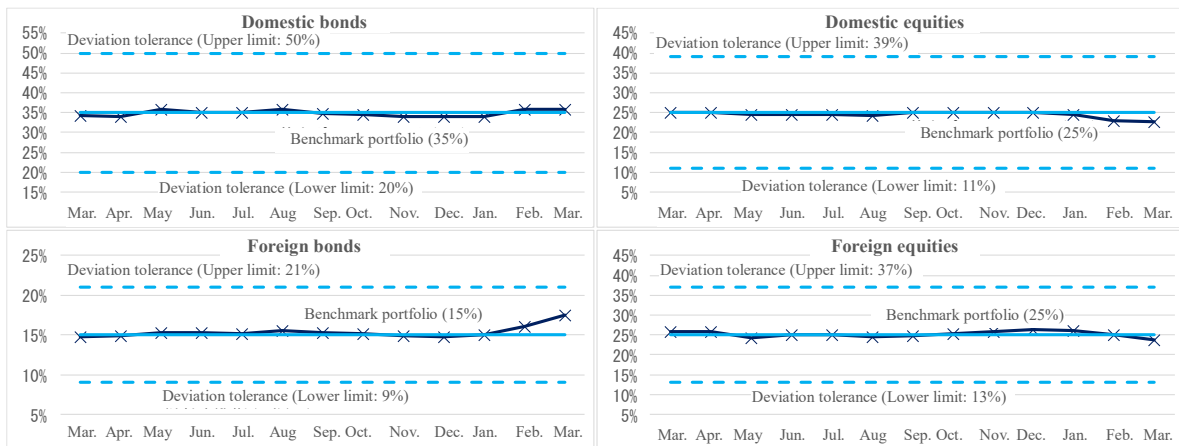 Domestic bonds
55%
Deviation tolerance (Upper limit: 50%)
50%
45%
40%
35%
30%
Benchmark portfolio (35%)
25%
20%
Deviation tolerance (Lower limit: 20%)
15%
Mar. Apr. May Jun. Jul. Aug Sep. Oct. Nov. Dec. Jan. Feb. Mar.
Domestic equities
45%
Deviation tolerance (Upper limit: 39%)
40%
35%
30%
25%
20%
Benchmark portfolio (25%)
15%
10%
Deviation tolerance (Lower limit: 11%)
5%
Mar. Apr. May Jun. Jul. Aug Sep. Oct. Nov. Dec. Jan. Feb. Mar.
Foreign bonds
25%
Deviation tolerance (Upper limit: 21%)
20%
Benchmark portfolio (15%)
15%
10%
Deviation tolerance (Lower limit: 9%)
5%
Mar. Apr. May Jun. Jul. Aug Sep. Oct. Nov. Dec. Jan. Feb. Mar.
Foreign equities
45%
Deviation tolerance (Upper limit: 37%)
40%
35%
30%
Benchmark portfolio (25%)
25%
20%
15%
10%
Deviation tolerance (Lower limit: 13%)
5%
Mar. Apr. May Jun. Jul. Aug Sep. Oct. Nov. Dec. Jan. Feb. Mar.